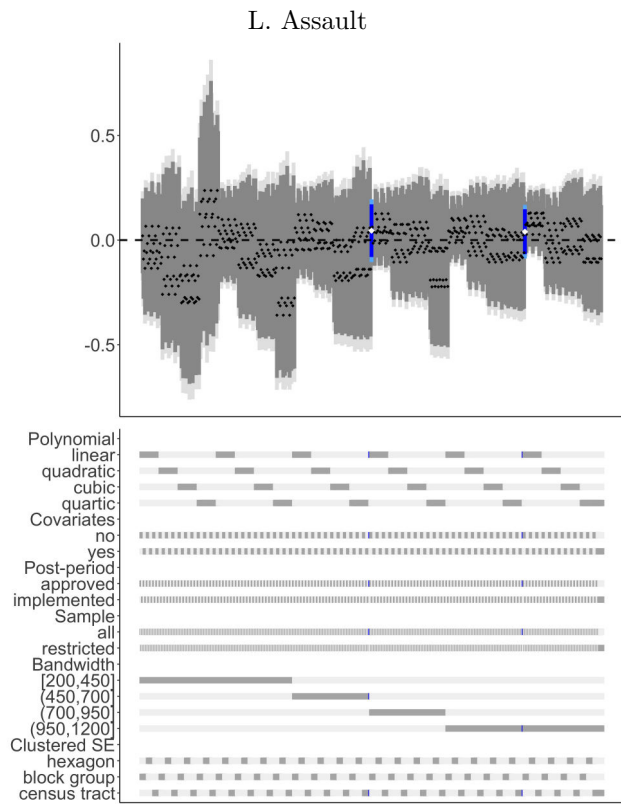 L. Assault
0.5
0.0
-0.5
Polynomial
linear
quadratic
cubic
quartic
Covariates
no
yes
Post-period
approved
implemented
Sample
all
restricted
Bandwidth
[200,450]
(450,700]
(700,950]
(950,1200]
Clustered SE
hexagon
block group
census tract